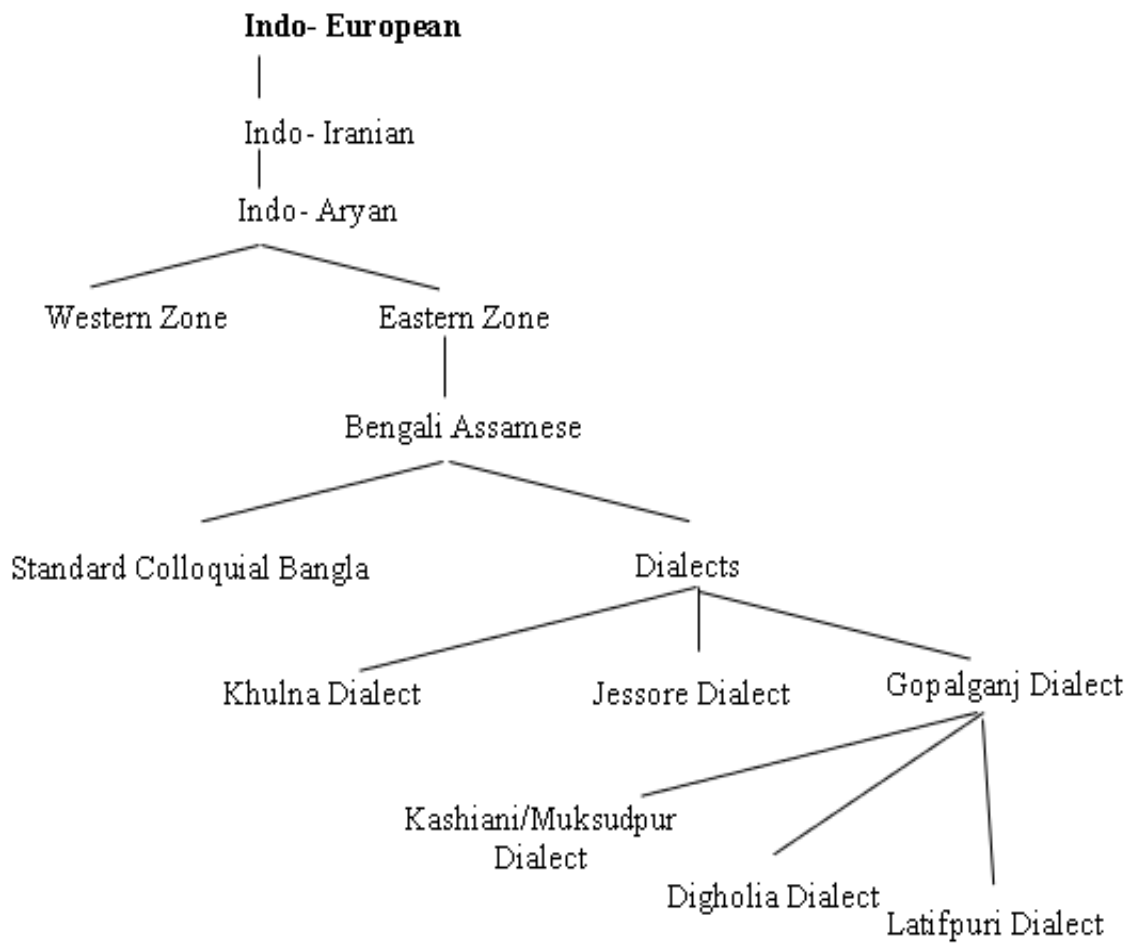 Indo- European
Indo- Iranian
Indo- Aryan
Western Zone
Eastern Zone
Bengali Assamese
Standard Colloquial Bangla
Dialects
Khulna Dialect
Jessore Dialect
Gopalganj Dialect
Kashiani/Muksudpur
Dialect
Digholia Dialect
Latifpuri Dialect